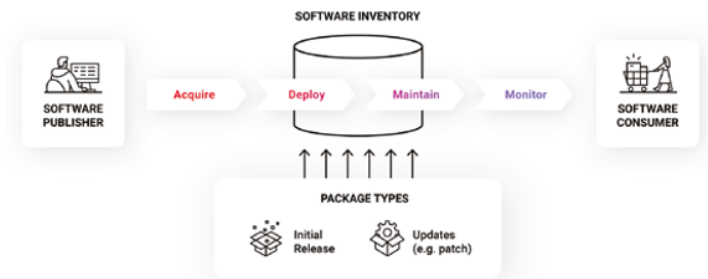 SOFTWARE INVENTORY
SOFTWARE
PUBLISHER
Acquire
Deploy
Maintain
Monitor
SOFTWARE
CONSUMER
PACKAGE TYPES
Initial
Release
Updates
(e.g. patch)